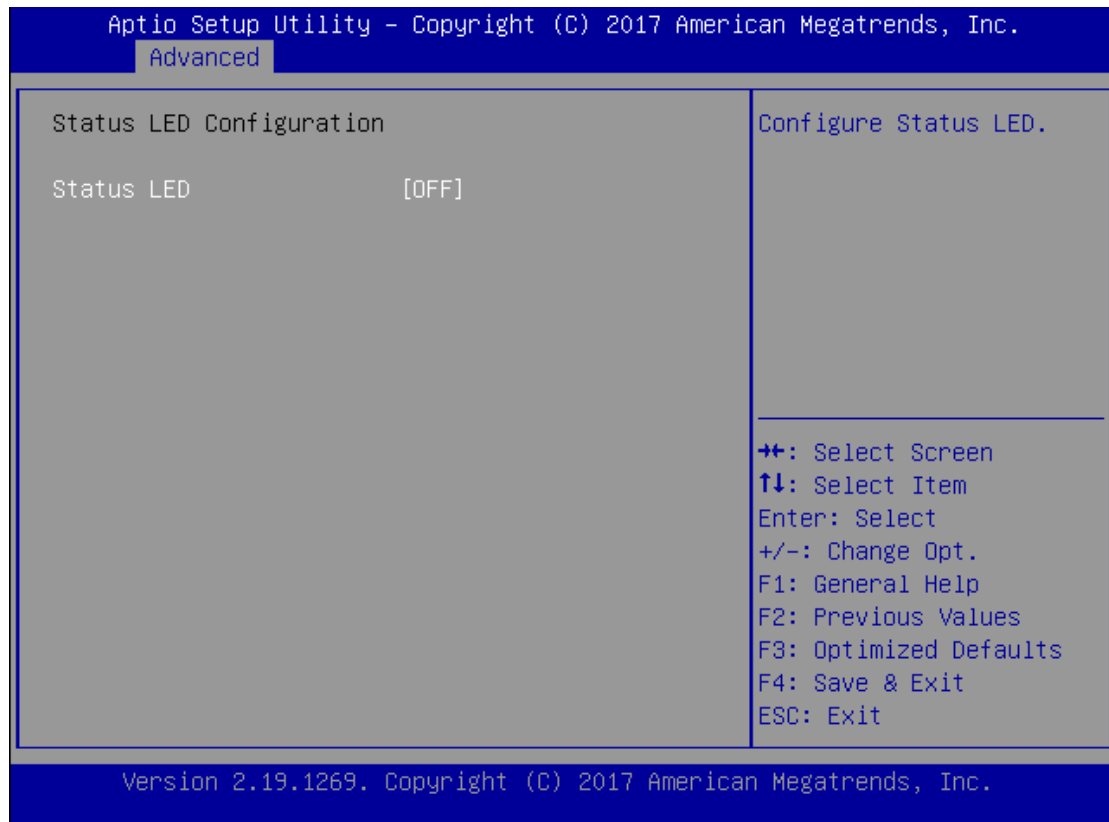 Aptio Setup Utility – Copyright (C) 2017 American Megatrends, Inc.
Advanced
Status LED Configuration
Status LED [OFF]
Configure Status LED.
→←: Select Screen
↑↓: Select Item
Enter: Select
+/-: Change Opt.
F1: General Help
F2: Previous Values
F3: Optimized Defaults
F4: Save & Exit
ESC: Exit
Version 2.19.1269. Copyright (C) 2017 American Megatrends, Inc.